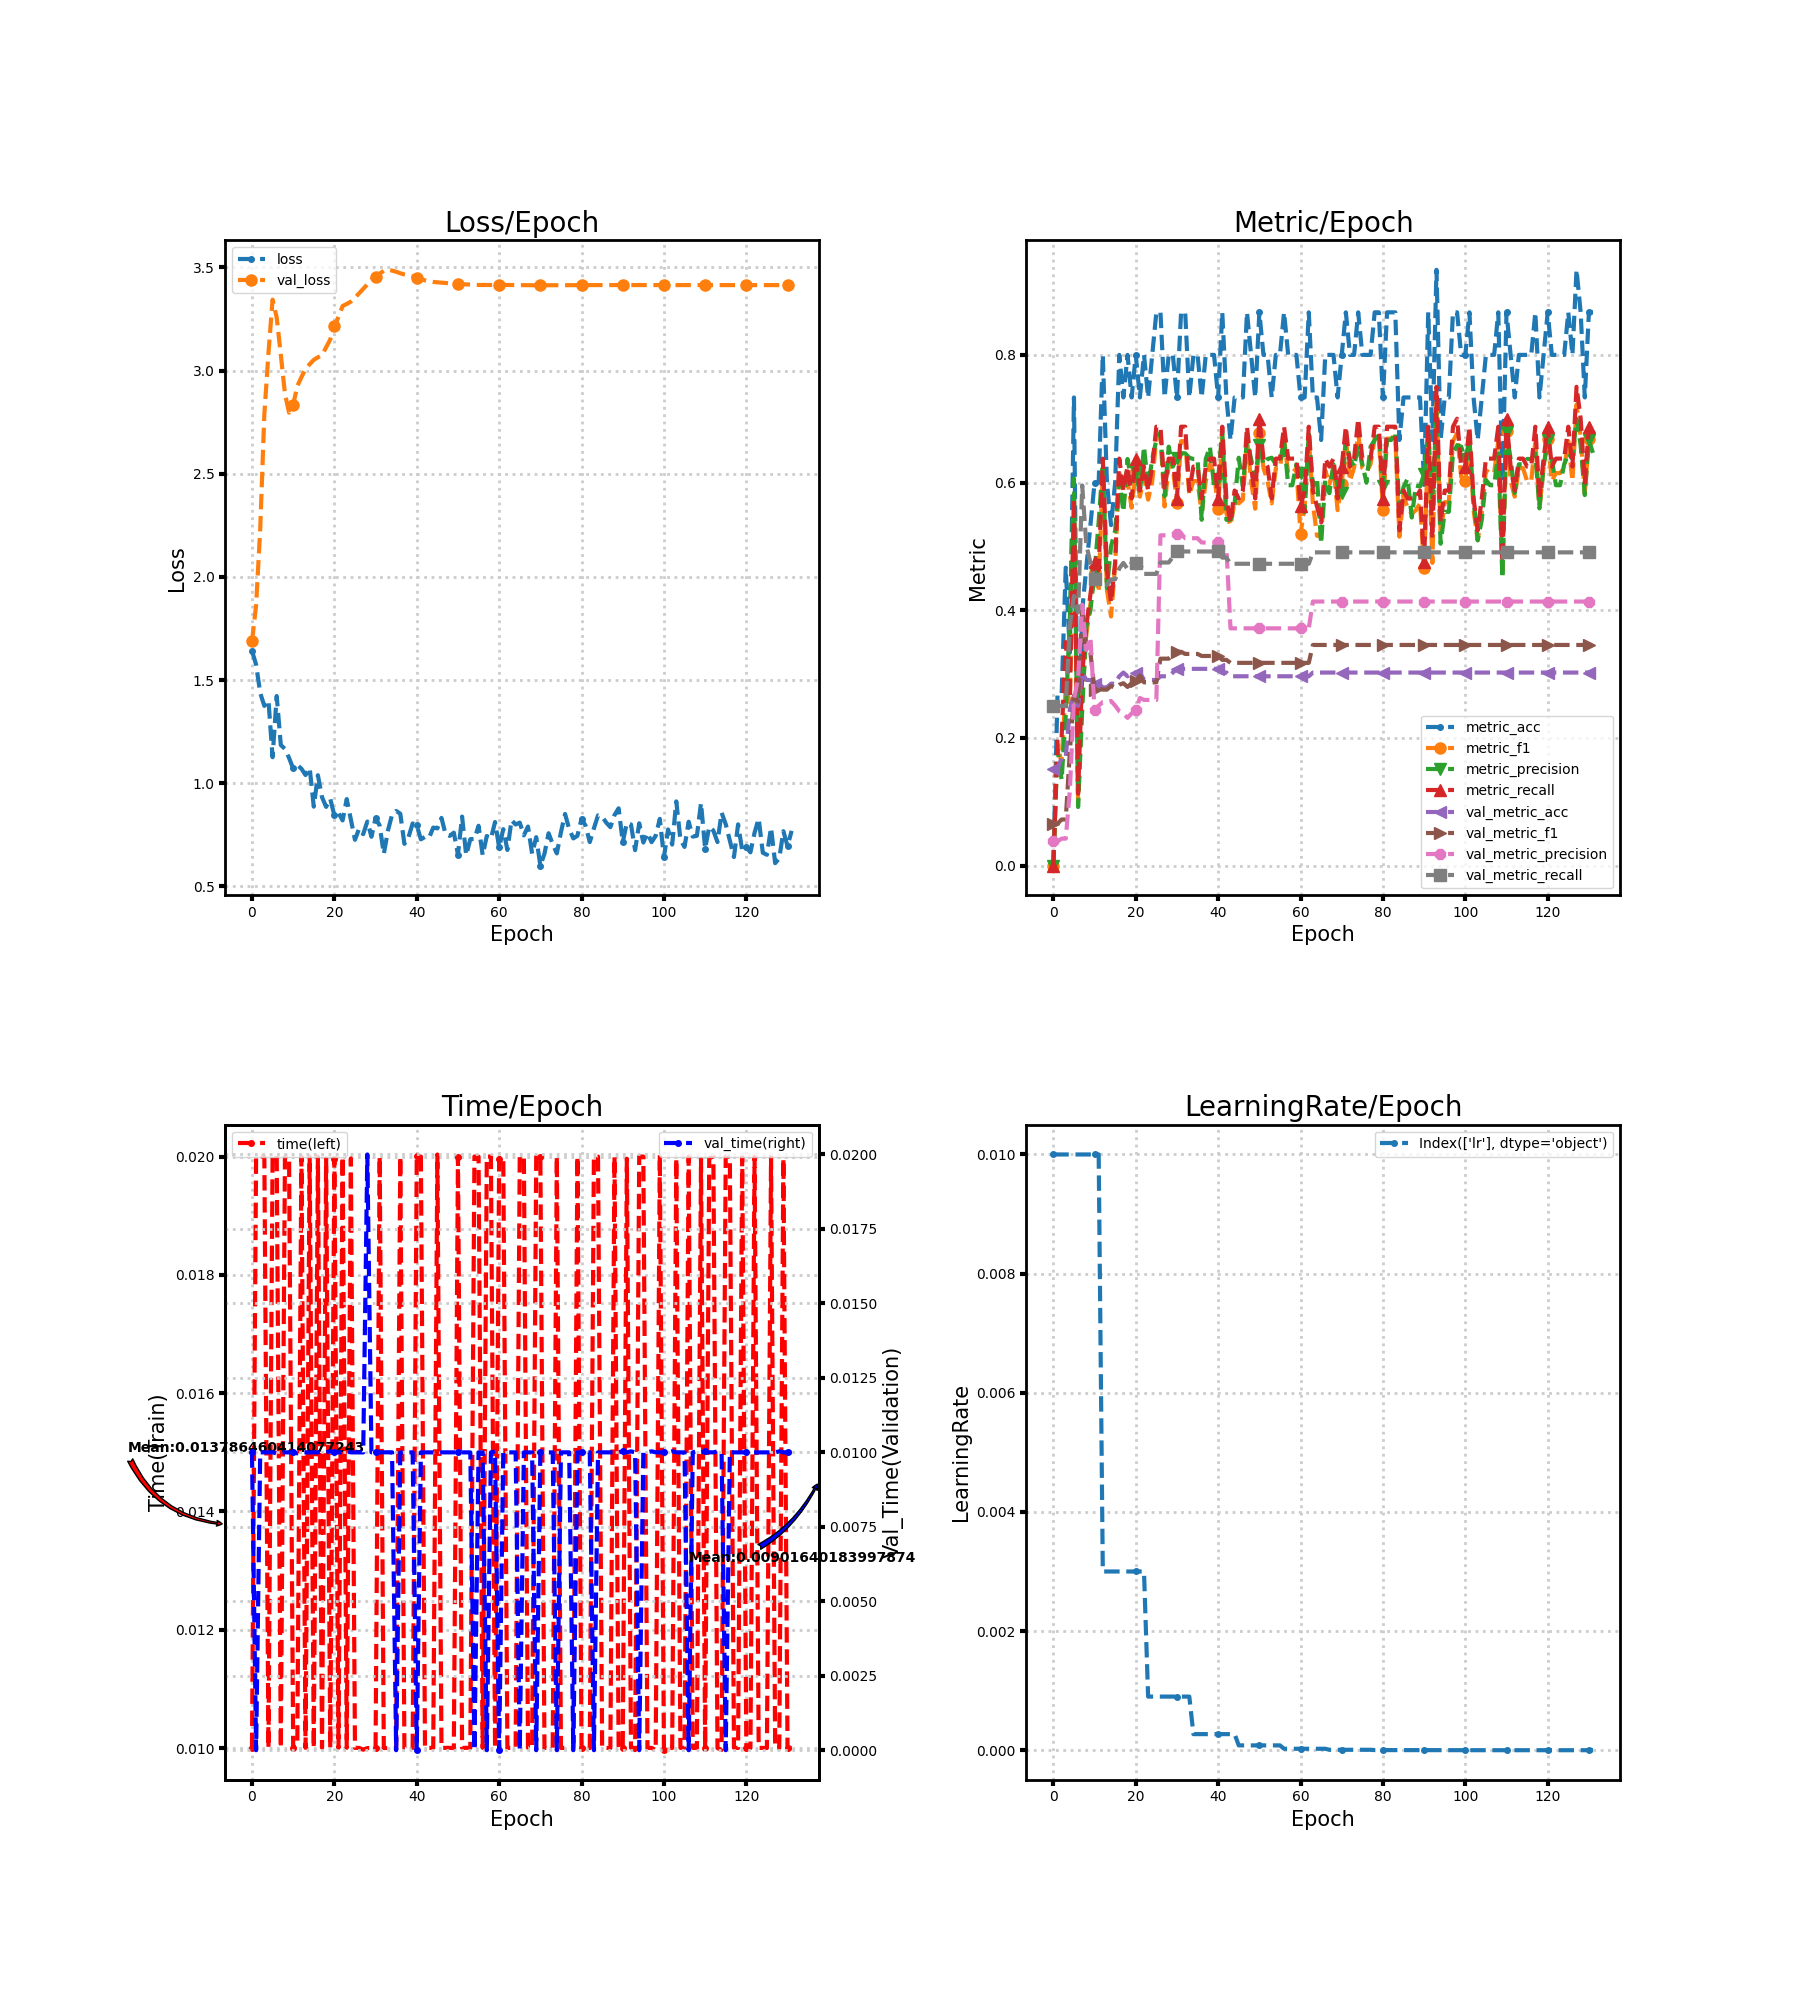 Loss/Epoch
3.5
3.0
2.5
2.0
1.5
1.0
0.5
Loss
loss
val_loss
0 20 40 60 80 100 120
Epoch
Metric/Epoch
0.8
0.6
0.4
0.2
0.0
Metric
metric_acc
metric_f1
metric_precision
metric_recall
val_metric_acc
val_metric_f1
val_metric_precision
val_metric_recall
0 20 40 60 80 100 120
Epoch
Time/Epoch
0.020
0.018
0.016
0.014
0.012
0.010
Time(Train)
time(left)
val_time(right)
Mean:0.013786460414077243
Mean:0.00901640183997874
0.0200
0.0175
0.0150
0.0125
0.0100
0.0075
0.0050
0.0025
0.0000
Val_Time(Validation)
0 20 40 60 80 100 120
Epoch
LearningRate/Epoch
0.010
0.008
0.006
0.004
0.002
0.000
LearningRate
Index(['lr'], dtype='object')
0 20 40 60 80 100 120
Epoch